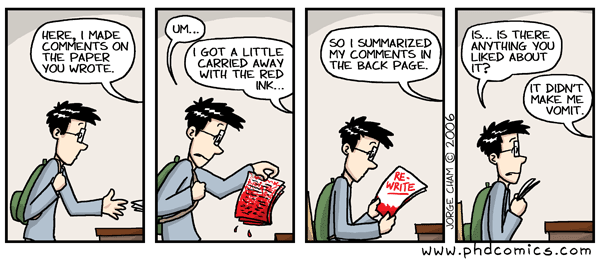 HERE, I MADE
COMMENTS ON
THE PAPER
YOU WROTE.
UM...
I GOT A LITTLE
CARRIED AWAY
WITH THE RED
INK...
SO I SUMMARIZED
MY COMMENTS IN
THE BACK PAGE.
RE-
WRITE
JORGE CHAM © 2006
IS... IS THERE
ANYTHING YOU
LIKED ABOUT
IT?
IT DIDN'T
MAKE ME
VOMIT.
www.phdcomics.com